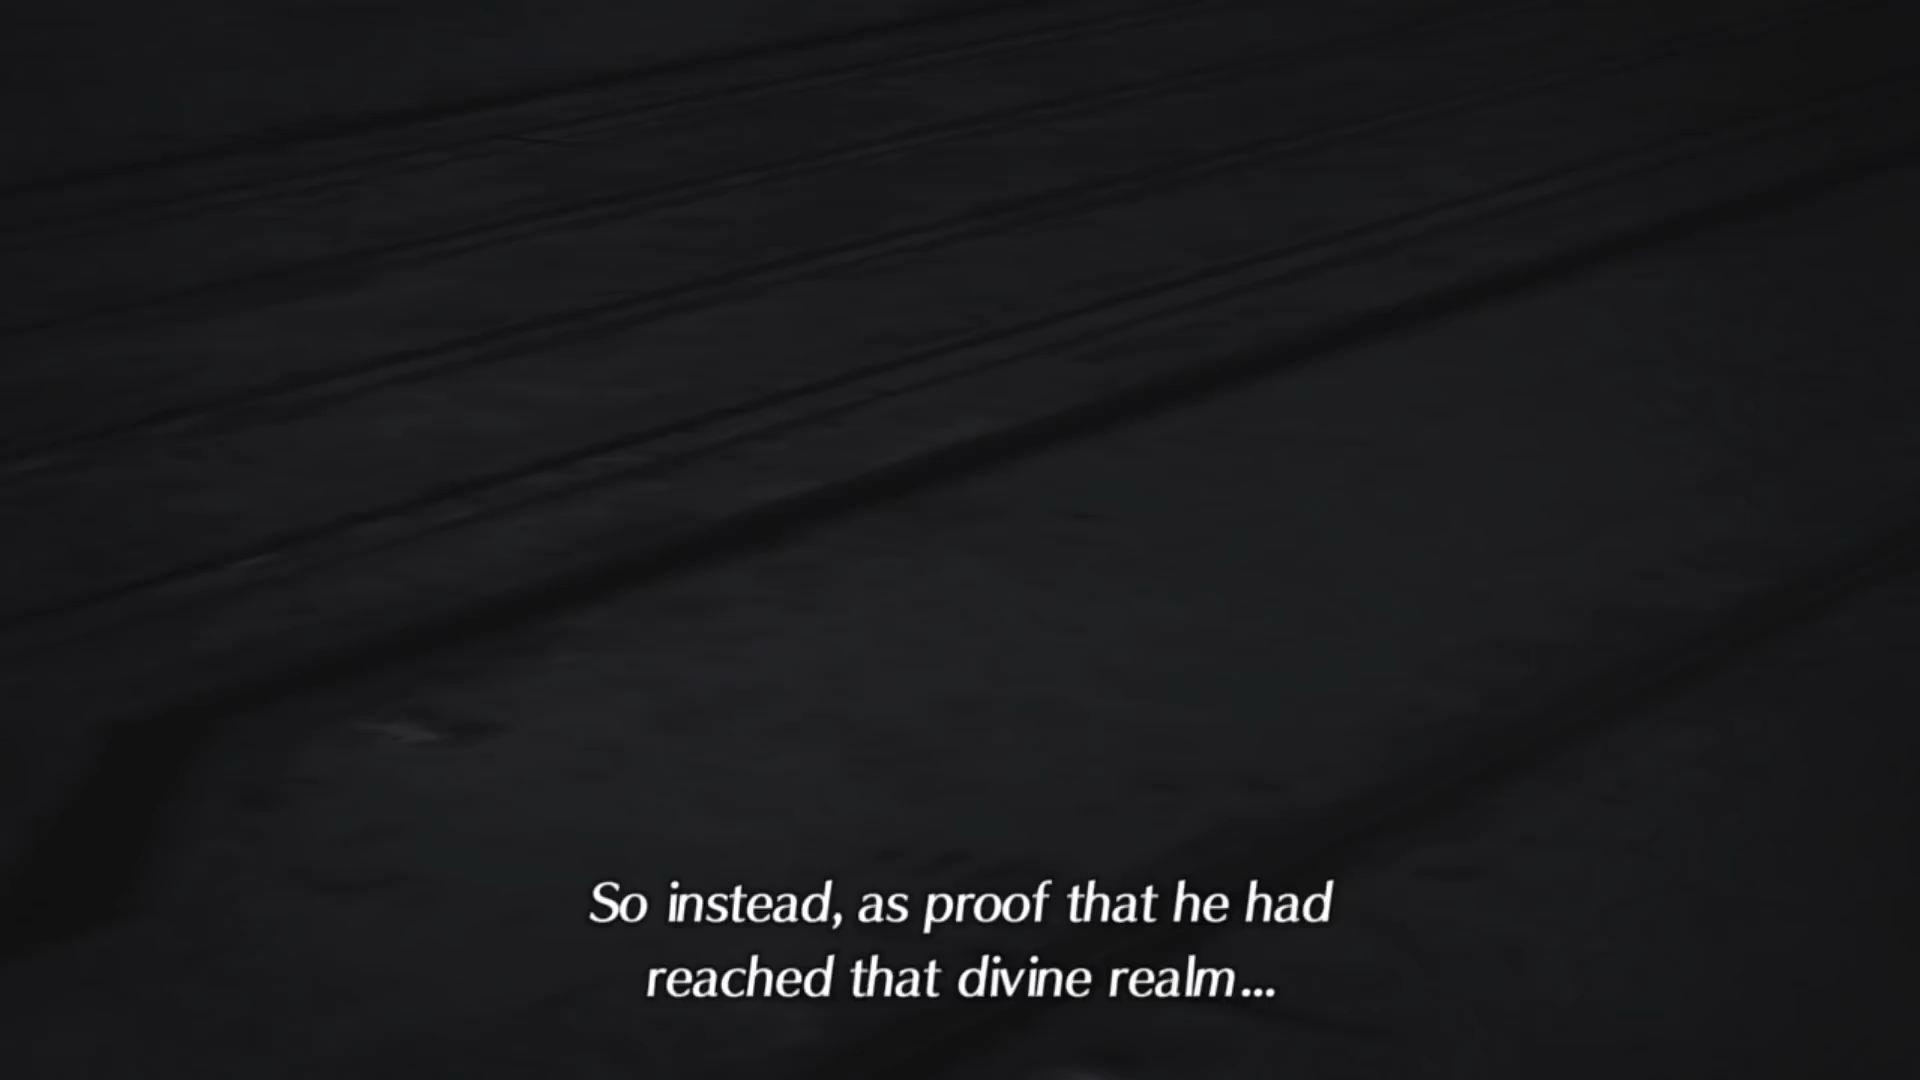 So instead, as proof that he had
reached that divine realm...